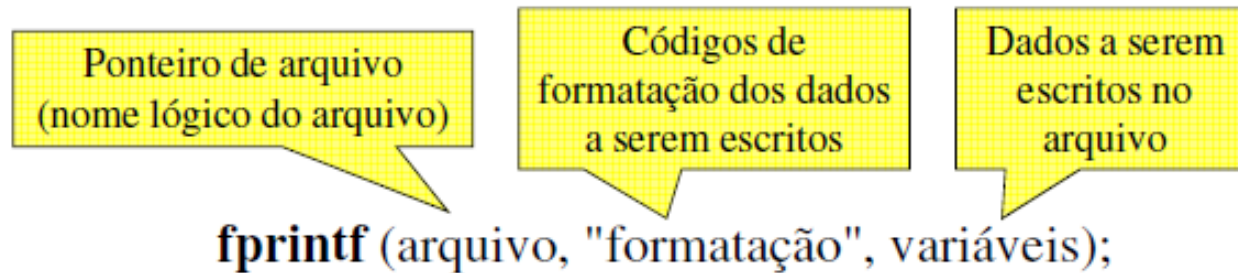 Ponteiro de arquivo
(nome lógico do arquivo)
Códigos de
formatação dos dados
a serem escritos
Dados a serem
escritos no
arquivo
fprintf (arquivo, "formatação", variáveis);